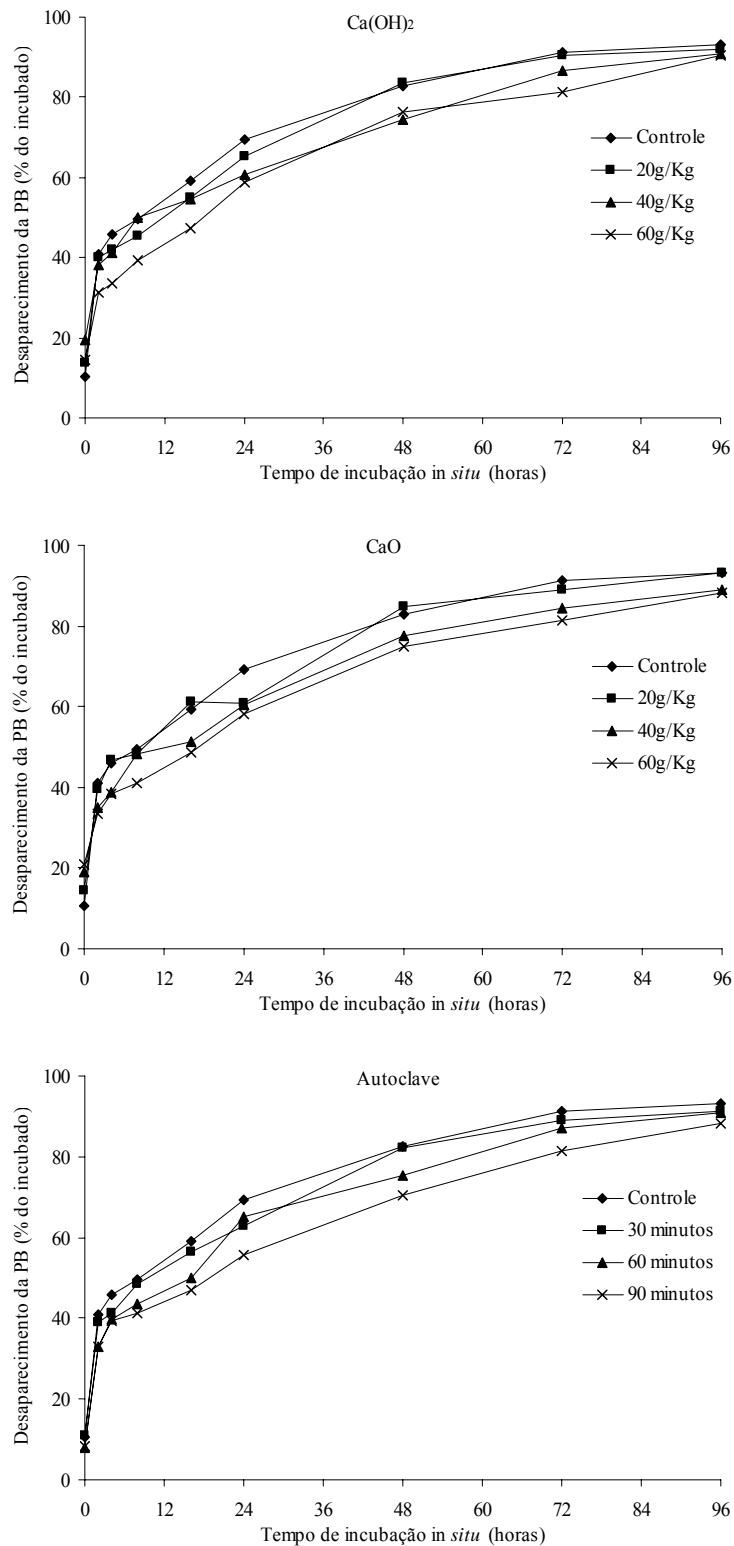 Ca(OH)2
Desaparecimento da PB (% do incubado)
100
80
60
40
20
0
Controle
20g/Kg
40g/Kg
60g/Kg
0 12 24 36 48 60 72 84 96
Tempo de incubação in situ (horas)
CaO
Desaparecimento da PB (% do incubado)
100
80
60
40
20
0
Controle
20g/Kg
40g/Kg
60g/Kg
0 12 24 36 48 60 72 84 96
Tempo de incubação in situ (horas)
Autoclave
Desaparecimento da PB (% do incubado)
100
80
60
40
20
0
Controle
30 minutos
60 minutos
90 minutos
0 12 24 36 48 60 72 84 96
Tempo de incubação in situ (horas)